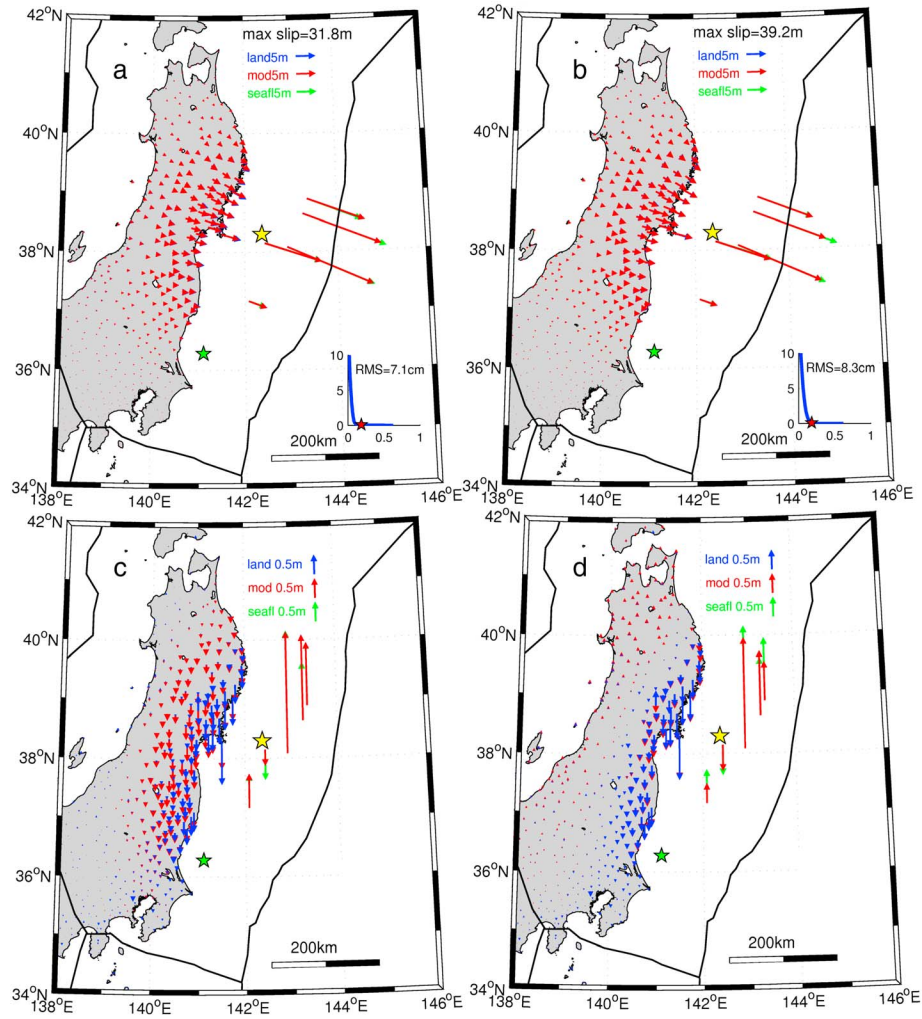 42°N
40°N
38°N
36°N
34°N
138°E
140°E
142°E
144°E
146°E
a
max slip=31.8m
land5m
mod5m
seafl5m
10
5
0
RMS=7.1cm
0
0.5
1
200km
42°N
40°N
38°N
36°N
34°N
138°E
140°E
142°E
144°E
146°E
b
max slip=39.2m
land5m
mod5m
seafl5m
10
5
0
RMS=8.3cm
0
0.5
1
200km
42°N
40°N
38°N
36°N
34°N
138°E
140°E
142°E
144°E
146°E
c
land 0.5m
mod 0.5m
seafl 0.5m
200km
42°N
40°N
38°N
36°N
34°N
138°E
140°E
142°E
144°E
146°E
d
land 0.5m
mod 0.5m
seafl 0.5m
200km